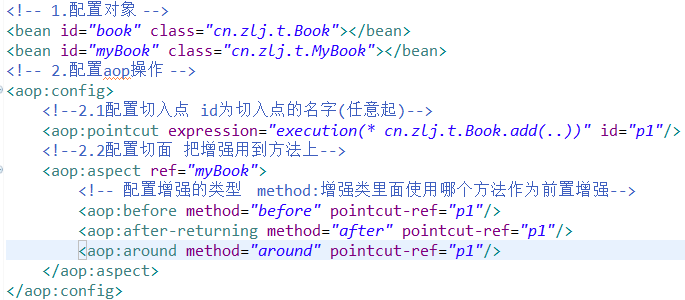 <!-- 1.配置对象 -->
<bean id="book" class="cn.zlj.t.Book"></bean>
<bean id="myBook" class="cn.zlj.t.MyBook"></bean>
<!-- 2.配置aop操作 -->
<aop:config>
<!--2.1配置切入点 id为切入点的名字(任意起)-->
<aop:pointcut expression="execution(* cn.zlj.t.Book.add(..))" id="p1"/>
<!--2.2配置切面 把增强用到方法上-->
<aop:aspect ref="myBook">
<!-- 配置增强的类型 method:增强类里面使用哪个方法作为前置增强-->
<aop:before method="before" pointcut-ref="p1"/>
<aop:after-returning method="after" pointcut-ref="p1"/>
<aop:around method="around" pointcut-ref="p1"/>
</aop:aspect>
</aop:config>